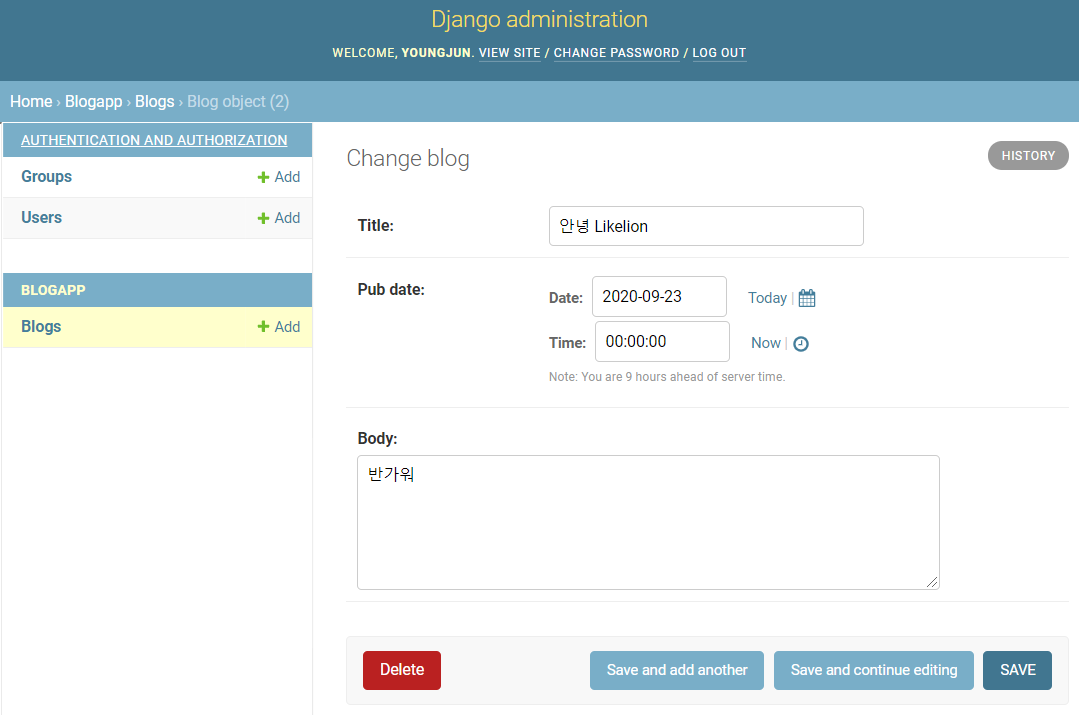 Django administration
WELCOME, YOUNGJUN. VIEW SITE / CHANGE PASSWORD / LOG OUT
Home › Blogapp › Blogs › Blog object (2)
AUTHENTICATION AND AUTHORIZATION
Groups + Add
Users + Add
BLOGAPP
Blogs + Add
Change blog
HISTORY
Title: 안녕 Likelion
Pub date:
Date: 2020-09-23 Today |
Time: 00:00:00 Now |
Note: You are 9 hours ahead of server time.
Body:
반가워
Delete Save and add another Save and continue editing SAVE